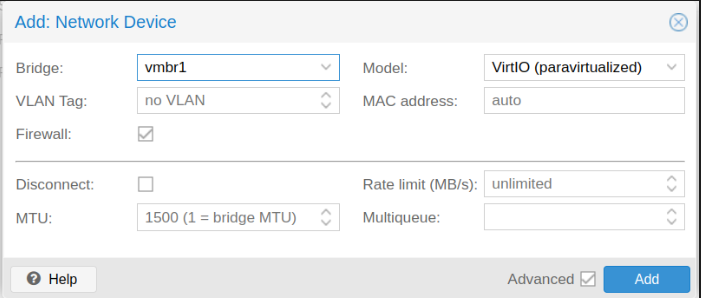 Add: Network Device
Bridge: vmbr1 Model: VirtIO (paravirtualized)
VLAN Tag: no VLAN MAC address: auto
Firewall:
Disconnect: Rate limit (MB/s): unlimited
MTU: 1500 (1 = bridge MTU) Multiqueue:
Help Advanced Add